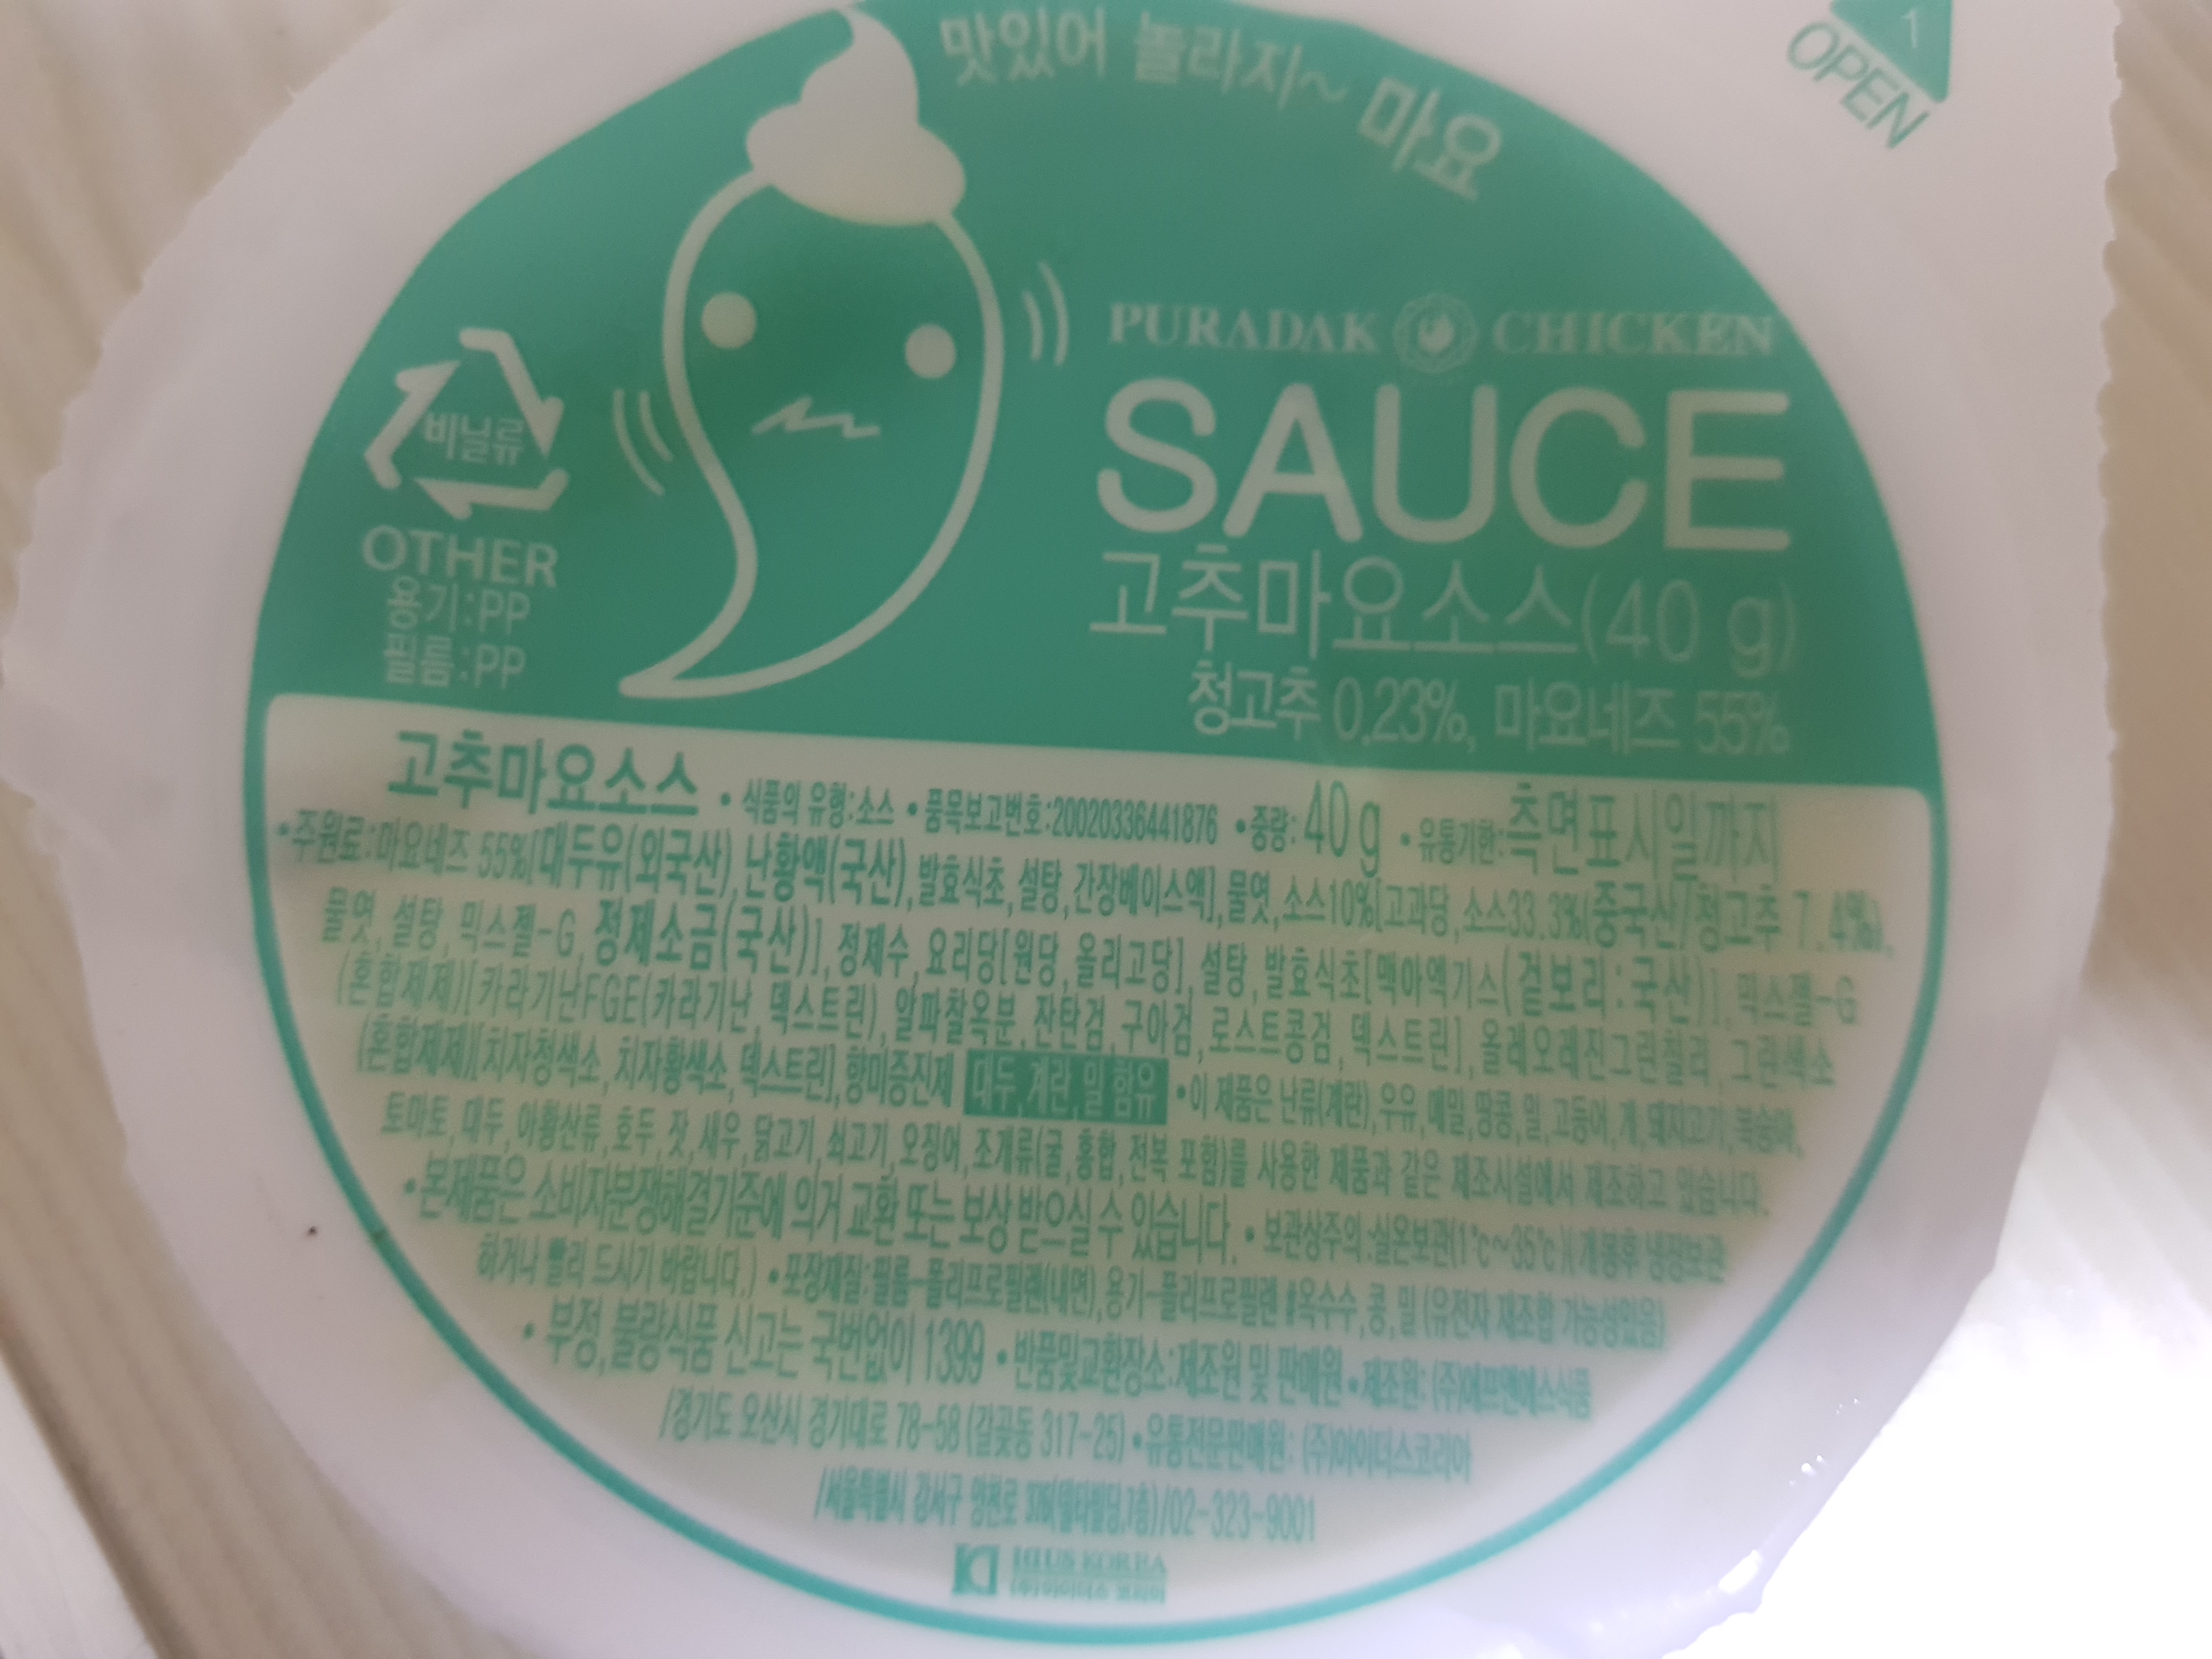 맛있어 놀라지~ 마요
1
OPEN
PURADAK CHICKEN
SAUCE
고추마요소스(40 g)
청고추 0.23%, 마요네즈 55%
비닐류
OTHER
용기:PP
필름:PP
고추마요소스 • 식품의 유형:소스 • 품목보고번호:20020336441876 • 중량: 40 g • 유통기한:측면표시일까지
• 주원료:마요네즈 55%[대두유(외국산), 난황액(국산), 발효식초, 설탕, 간장베이스액], 물엿, 소스10%[고과당, 소스33.3%(중국산/청고추 7.4%),
물엿, 설탕, 믹스젤-G, 정제소금(국산)], 정제수, 요리당[원당, 올리고당], 설탕, 발효식초[맥아엑기스(겉보리:국산)], 믹스젤-G
(혼합제제)[카라기난FGE(카라기난, 덱스트린), 알파찰옥분, 잔탄검, 구아검, 로스트콩검, 덱스트린], 올레오레진그린칠리, 그린색소
(혼합제제)[치자청색소, 치자황색소, 덱스트린], 향미증진제 대두, 계란, 밀 함유 • 이 제품은 난류(계란), 우유, 메밀, 땅콩, 밀, 고등어, 게, 돼지고기, 복숭아,
토마토, 대두, 아황산류, 호두, 잣, 새우, 닭고기, 쇠고기, 오징어, 조개류(굴, 홍합, 전복 포함)를 사용한 제품과 같은 제조시설에서 제조하고 있습니다.
• 본제품은 소비자분쟁해결기준에 의거 교환 또는 보상 받으실 수 있습니다. • 보관상주의:실온보관(1℃~35℃)(개봉후 냉장보관
하거나 빨리 드시기 바랍니다.) • 포장재질:필름-폴리프로필렌(내면), 용기-폴리프로필렌 #옥수수, 콩, 밀 (유전자 재조합 가능성있음)
• 부정, 불량식품 신고는 국번없이 1399 • 반품및교환장소:제조원 및 판매원 • 제조원: (주)에프앤에스식품
/경기도 오산시 경기대로 78-58 (갈곶동 317-25) • 유통전문판매원: (주)아이더스코리아
/서울특별시 강서구 양천로 /02-323-9001
KOREA